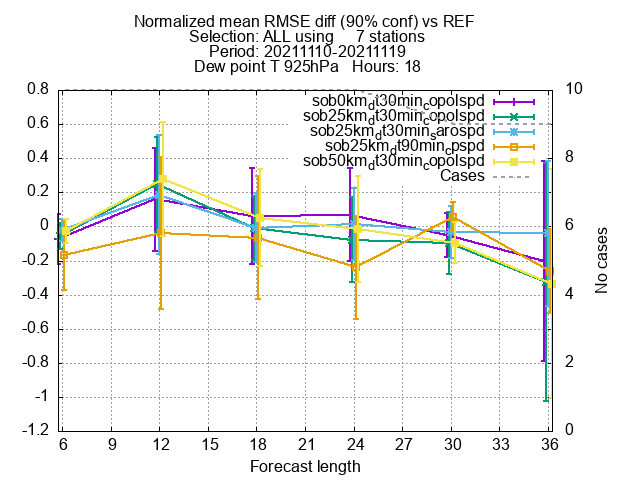 Normalized mean RMSE diff (90% conf) vs REF
Selection: ALL using     7 stations
Period: 20211110-20211119
Dew point T 925hPa   Hours: 18
sob0km_dt30min_copolspd
sob25km_dt30min_copolspd
sob25km_dt30min_sarospd
sob25km_dt90min_cpspd
sob50km_dt30min_copolspd
Cases
0.8
0.6
0.4
0.2
0
-0.2
-0.4
-0.6
-0.8
-1
-1.2
10
8
6
4
2
0
No cases
6 9 12 15 18 21 24 27 30 33 36
Forecast length